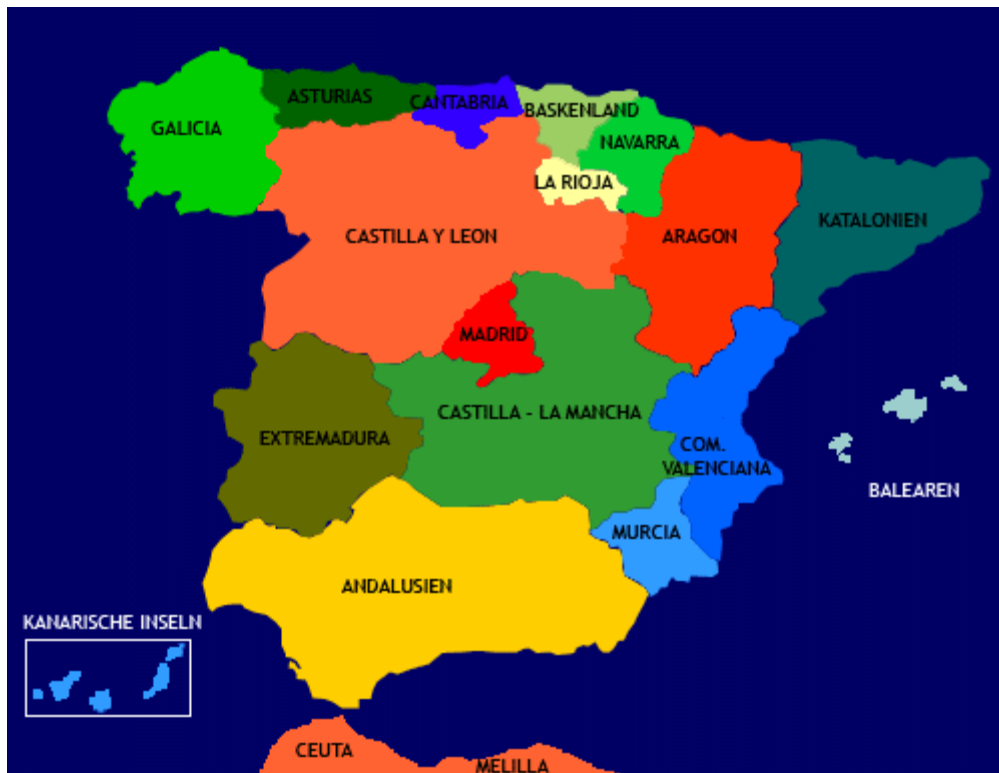 ASTURIAS
CANTABRIA
BASKENLAND
GALICIA
NAVARRA
LA RIOJA
KATALONIEN
CASTILLA Y LEON
ARAGON
MADRID
CASTILLA - LA MANCHA
EXTREMADURA
COM.
VALENCIANA
BALEAREN
MURCIA
ANDALUSIEN
KANARISCHE INSELN
CEUTA
MELILLA